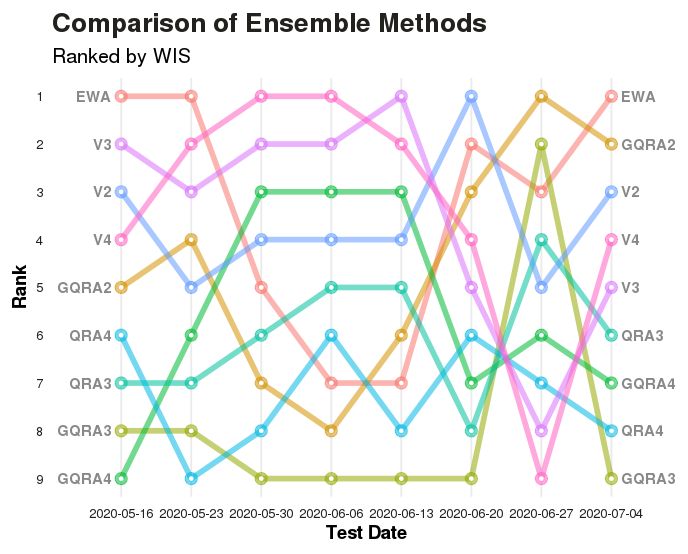 Comparison of Ensemble Methods
Ranked by WIS
1 EWA EWA
2 V3 GQRA2
3 V2 V2
4 V4 V4
5 GQRA2 V3
6 QRA4 QRA3
7 QRA3 GQRA4
8 GQRA3 QRA4
9 GQRA4 GQRA3
Rank
2020-05-16 2020-05-23 2020-05-30 2020-06-06 2020-06-13 2020-06-20 2020-06-27 2020-07-04
Test Date